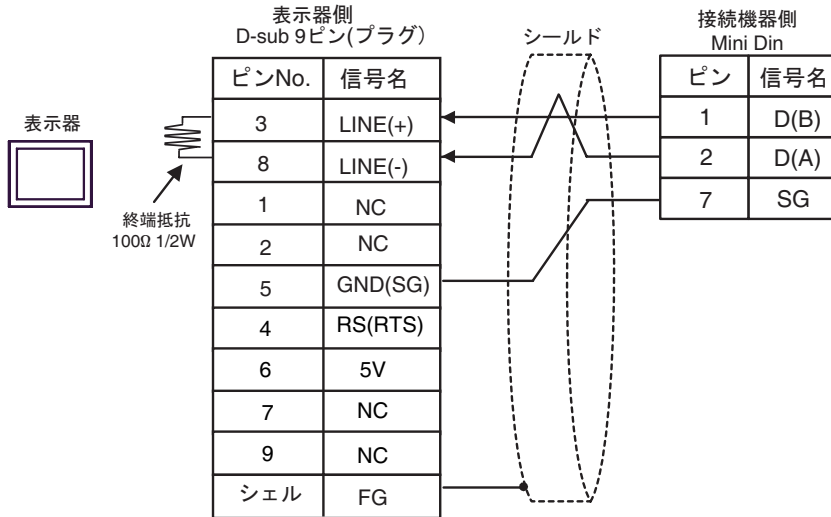 表示器側
D-sub 9ピン(プラグ)
シールド
接続機器側
Mini Din
表示器
終端抵抗
100Ω 1/2W
ピンNo. 信号名
3 LINE(+)
8 LINE(-)
1 NC
2 NC
5 GND(SG)
4 RS(RTS)
6 5V
7 NC
9 NC
シェル FG
ピン 信号名
1 D(B)
2 D(A)
7 SG